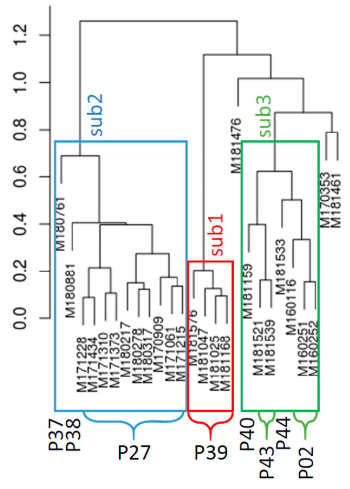 1.2
1.0
0.8
0.6
0.4
0.2
0.0
sub2
sub1
sub3
M180761
M180881
M171228
M171434
M171310
M171373
M180217
M180278
M180317
M170909
M171061
M171215
M181576
M181047
M181025
M181168
M181476
M181159
M181521
M181539
M181533
M160116
M160251
M160252
M170353
M181461
P37
P38
P27
P39
P40
P43
P44
P02